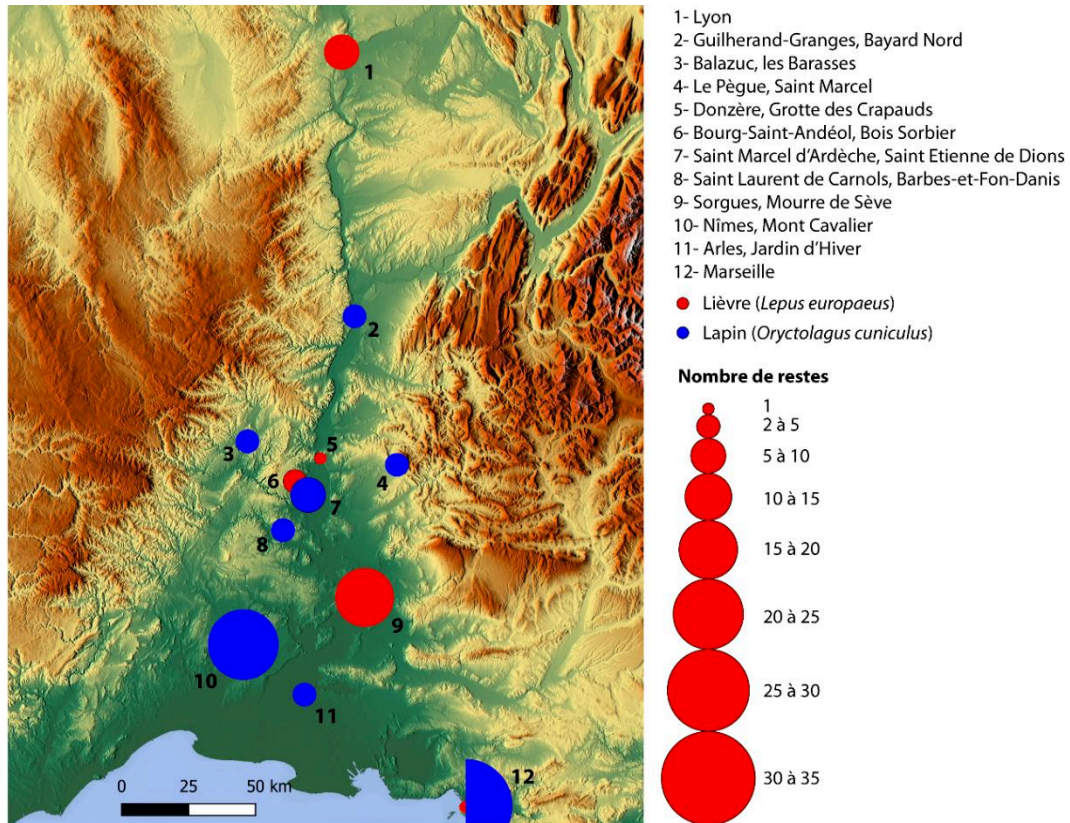 1- Lyon
2- Guilherand-Granges, Bayard Nord
3- Balazuc, les Barasses
4- Le Pègue, Saint Marcel
5- Donzère, Grotte des Crapauds
6- Bourg-Saint-Andéol, Bois Sorbier
7- Saint Marcel d'Ardèche, Saint Etienne de Dions
8- Saint Laurent de Carnols, Barbes-et-Fon-Danis
9- Sorgues, Mourre de Sève
10- Nîmes, Mont Cavalier
11- Arles, Jardin d'Hiver
12- Marseille
Lièvre (Lepus europaeus)
Lapin (Oryctolagus cuniculus)
Nombre de restes
1
2 à 5
5 à 10
10 à 15
15 à 20
20 à 25
25 à 30
30 à 35
1
2
3
5
4
6
7
8
9
10
11
12
0 25 50 km